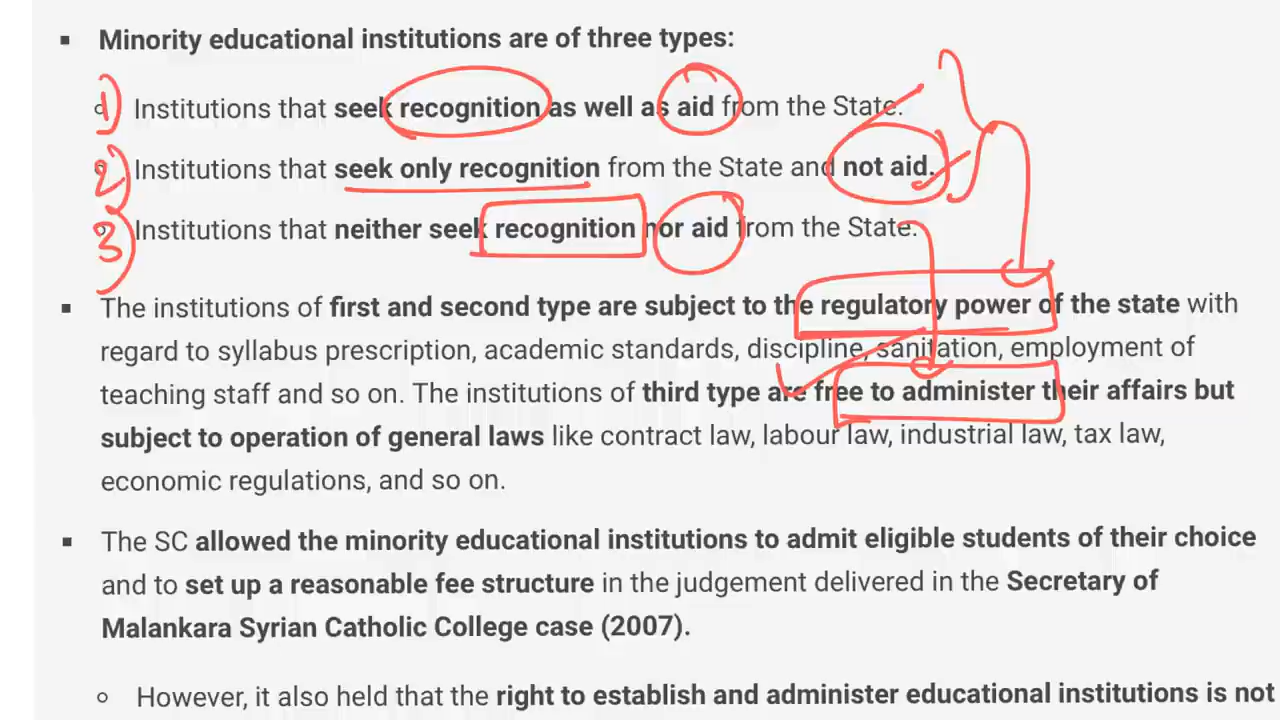 ▪ Minority educational institutions are of three types:
1) Institutions that seek recognition as well as aid from the State.
2) Institutions that seek only recognition from the State and not aid.
3) Institutions that neither seek recognition nor aid from the State.
▪ The institutions of first and second type are subject to the regulatory power of the state with
regard to syllabus prescription, academic standards, discipline, sanitation, employment of
teaching staff and so on. The institutions of third type are free to administer their affairs but
subject to operation of general laws like contract law, labour law, industrial law, tax law,
economic regulations, and so on.
▪ The SC allowed the minority educational institutions to admit eligible students of their choice
and to set up a reasonable fee structure in the judgement delivered in the Secretary of
Malankara Syrian Catholic College case (2007).
○ However, it also held that the right to establish and administer educational institutions is not